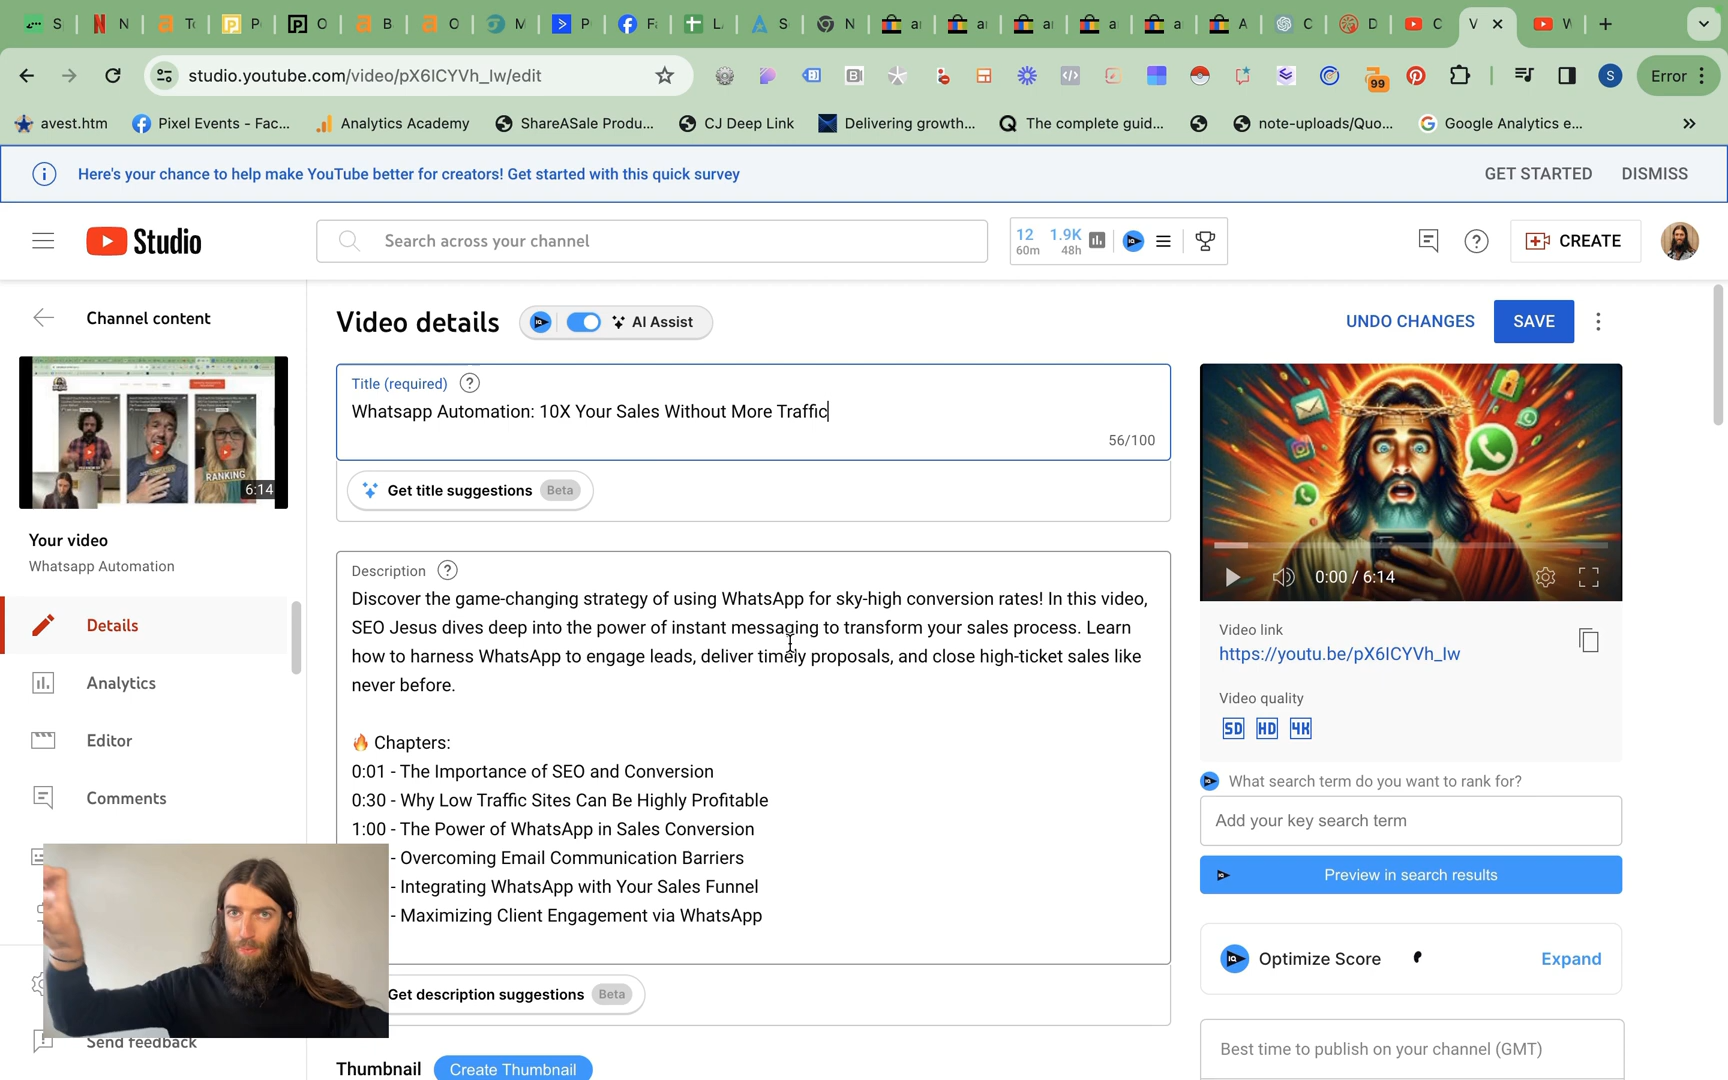 S
N
To
P
O
B
O
M
P
Fa
L
S
N
a
a
a
a
a
A
C
D
C
V
studio.youtube.com/video/pX6ICYVh_Iw/edit
99
S
Error
avest.htm
Pixel Events - Fac...
Analytics Academy
ShareASale Produ...
CJ Deep Link
Delivering growth...
The complete guid...
note-uploads/Quo...
Google Analytics e...
Here's your chance to help make YouTube better for creators! Get started with this quick survey
GET STARTED
DISMISS
Studio
Search across your channel
12
60m
1.9K
48h
CREATE
Channel content
Video details
AI Assist
UNDO CHANGES
SAVE
6:14
RANKING
Your video
Whatsapp Automation
Details
Analytics
Editor
Comments
Send feedback
Title (required)
Whatsapp Automation: 10X Your Sales Without More Traffic
56/100
Get title suggestions Beta
Description
Discover the game-changing strategy of using WhatsApp for sky-high conversion rates! In this video,
SEO Jesus dives deep into the power of instant messaging to transform your sales process. Learn
how to harness WhatsApp to engage leads, deliver timely proposals, and close high-ticket sales like
never before.
🔥 Chapters:
0:01 - The Importance of SEO and Conversion
0:30 - Why Low Traffic Sites Can Be Highly Profitable
1:00 - The Power of WhatsApp in Sales Conversion
- Overcoming Email Communication Barriers
- Integrating WhatsApp with Your Sales Funnel
- Maximizing Client Engagement via WhatsApp
Get description suggestions Beta
Thumbnail
Create Thumbnail
0:00 / 6:14
Video link
https://youtu.be/pX6ICYVh_Iw
Video quality
SD HD 4K
What search term do you want to rank for?
Add your key search term
Preview in search results
Optimize Score
Expand
Best time to publish on your channel (GMT)